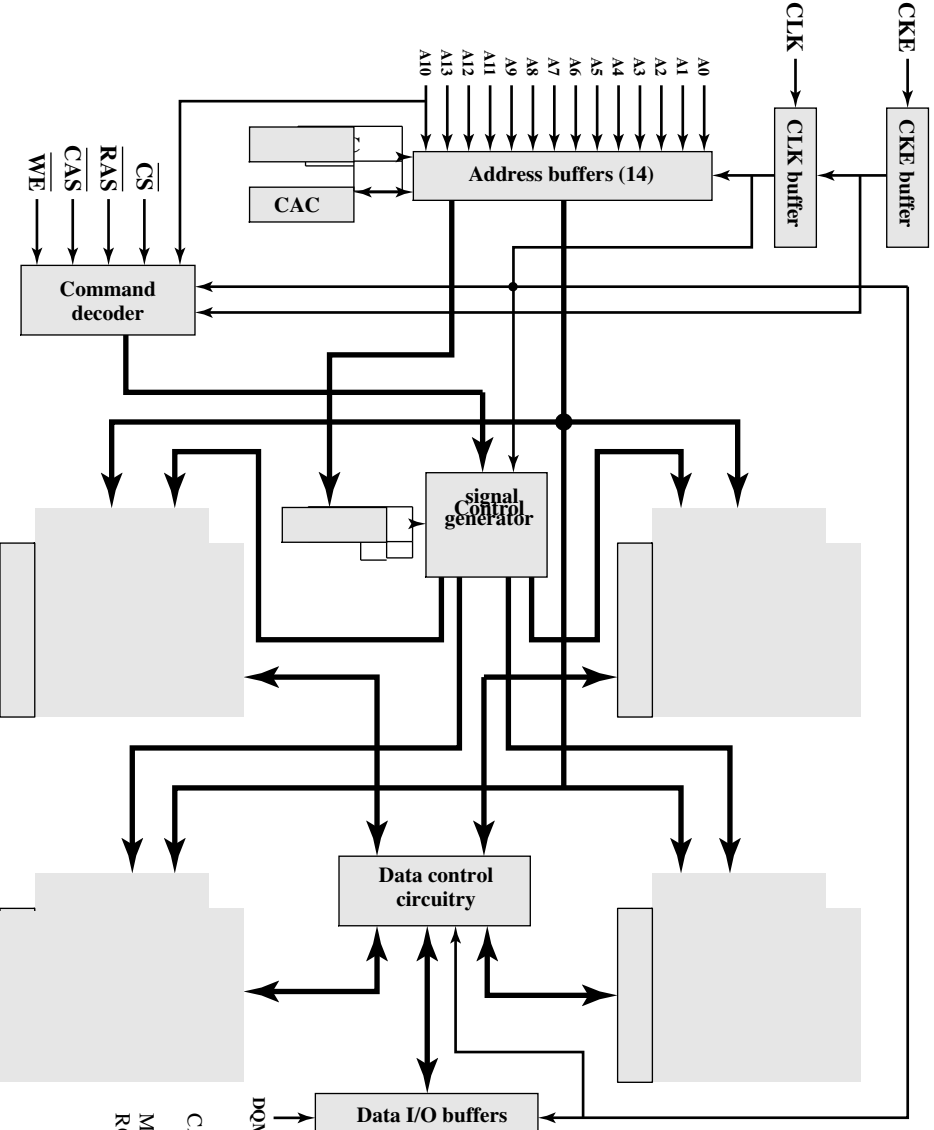 CLK
CKE
A10
A13
A12
A11
A9
A8
A7
A6
A5
A4
A3
A2
A1
A0
CLK buffer
CKE buffer
Address buffers (14)
CAC
WE
CAS
RAS
CS
Command
decoder
Control
signal
generator
Data control
circuitry
Data I/O buffers